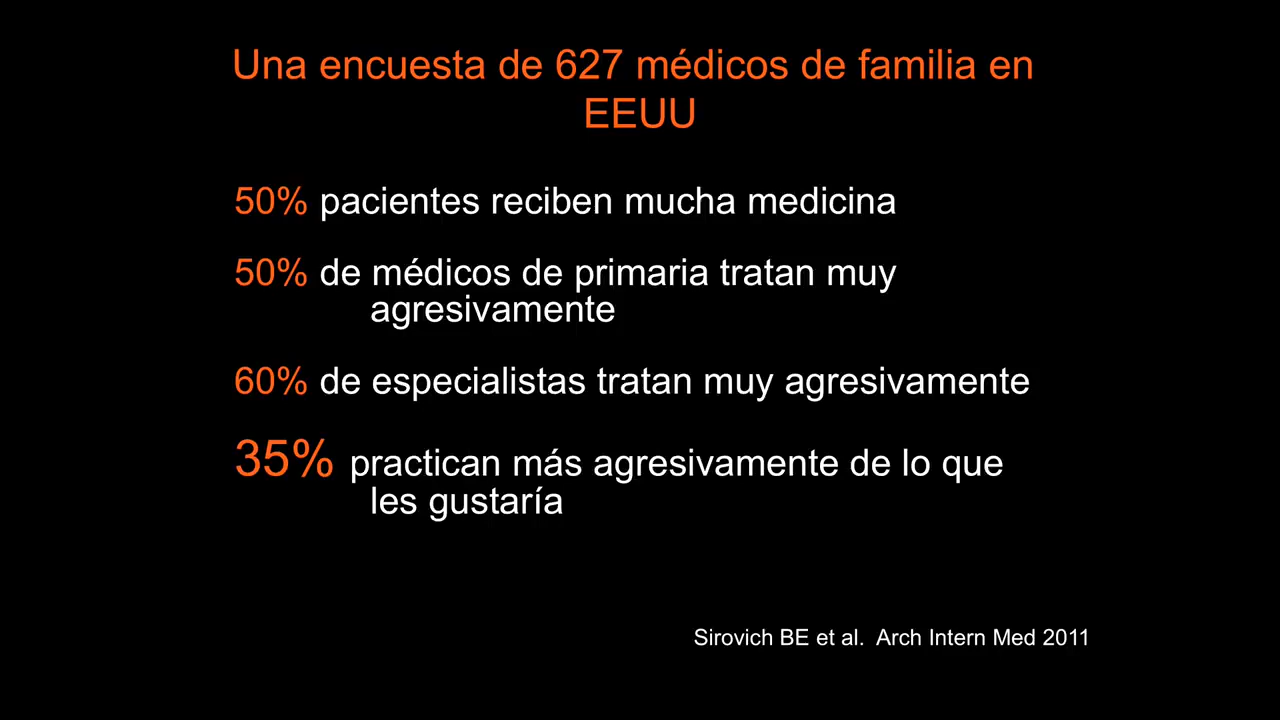 Una encuesta de 627 médicos de familia en
EEUU
50% pacientes reciben mucha medicina
50% de médicos de primaria tratan muy
agresivamente
60% de especialistas tratan muy agresivamente
35% practican más agresivamente de lo que
les gustaría
Sirovich BE et al. Arch Intern Med 2011